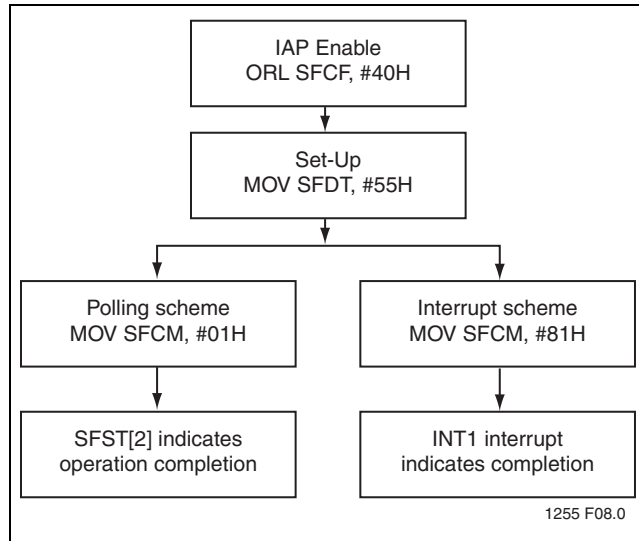 IAP Enable
ORL SFCF, #40H
Set-Up
MOV SFDT, #55H
Polling scheme
MOV SFCM, #01H
Interrupt scheme
MOV SFCM, #81H
SFST[2] indicates
operation completion
INT1 interrupt
indicates completion
1255 F08.0